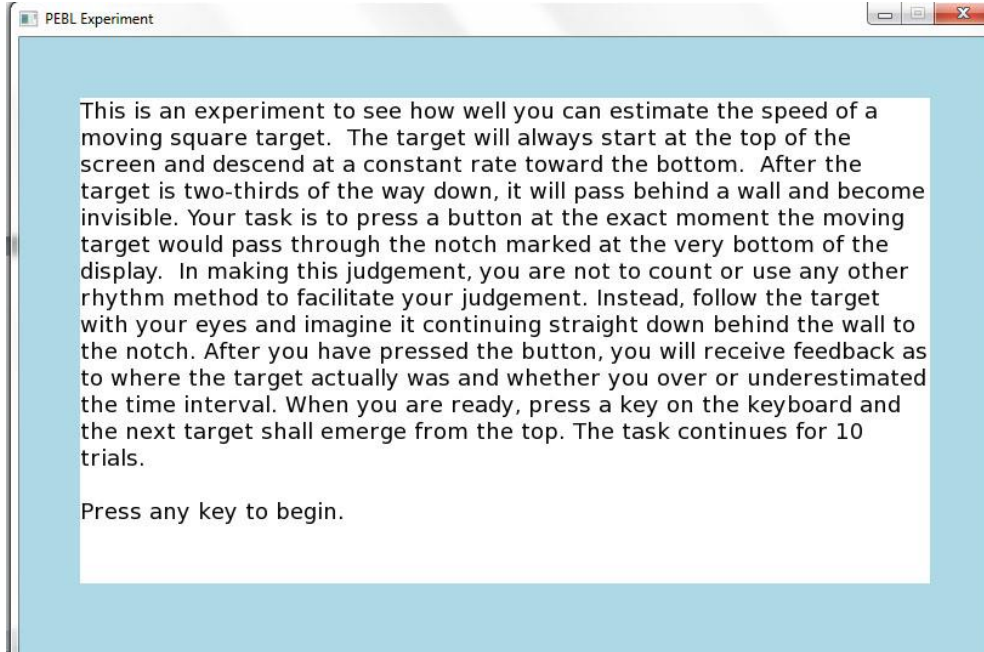 PEBL Experiment
This is an experiment to see how well you can estimate the speed of a
moving square target.  The target will always start at the top of the
screen and descend at a constant rate toward the bottom.  After the
target is two-thirds of the way down, it will pass behind a wall and become
invisible. Your task is to press a button at the exact moment the moving
target would pass through the notch marked at the very bottom of the
display.  In making this judgement, you are not to count or use any other
rhythm method to facilitate your judgement. Instead, follow the target
with your eyes and imagine it continuing straight down behind the wall to
the notch. After you have pressed the button, you will receive feedback as
to where the target actually was and whether you over or underestimated
the time interval. When you are ready, press a key on the keyboard and
the next target shall emerge from the top. The task continues for 10
trials.
Press any key to begin.